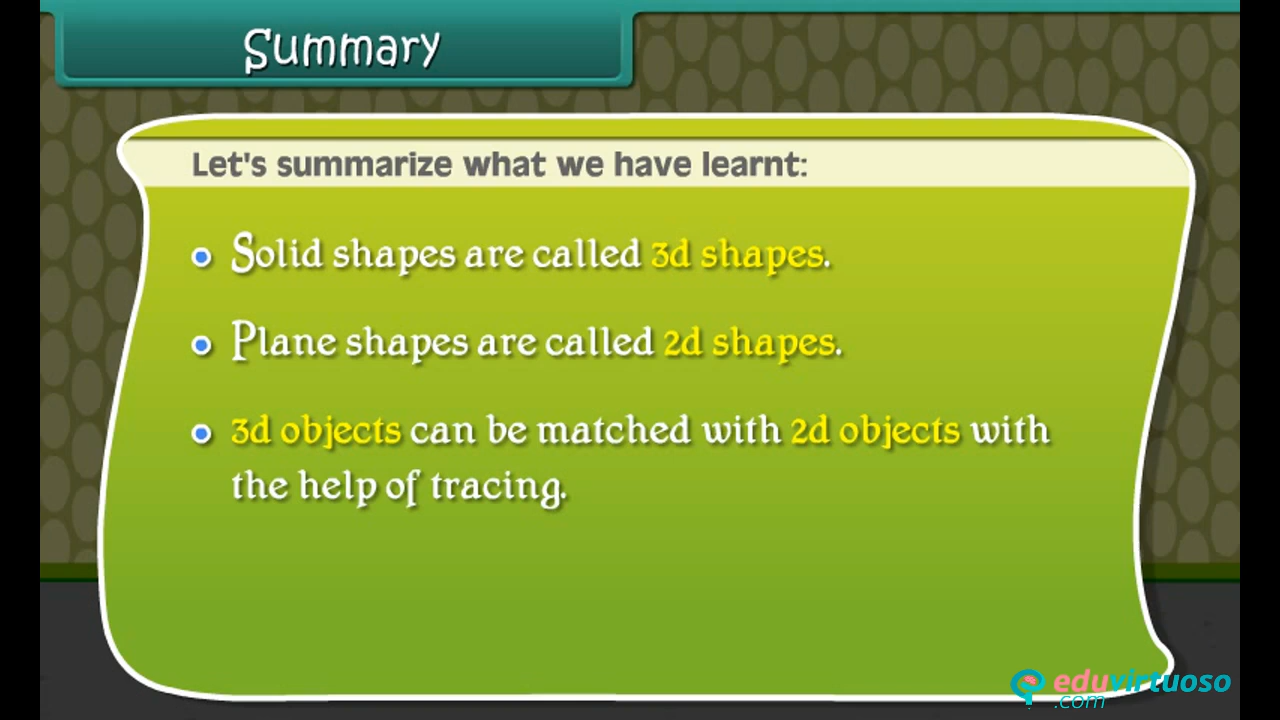 Summary
Let's summarize what we have learnt:
Solid shapes are called 3d shapes.
Plane shapes are called 2d shapes.
3d objects can be matched with 2d objects with
the help of tracing.
eduvirtuoso
.com